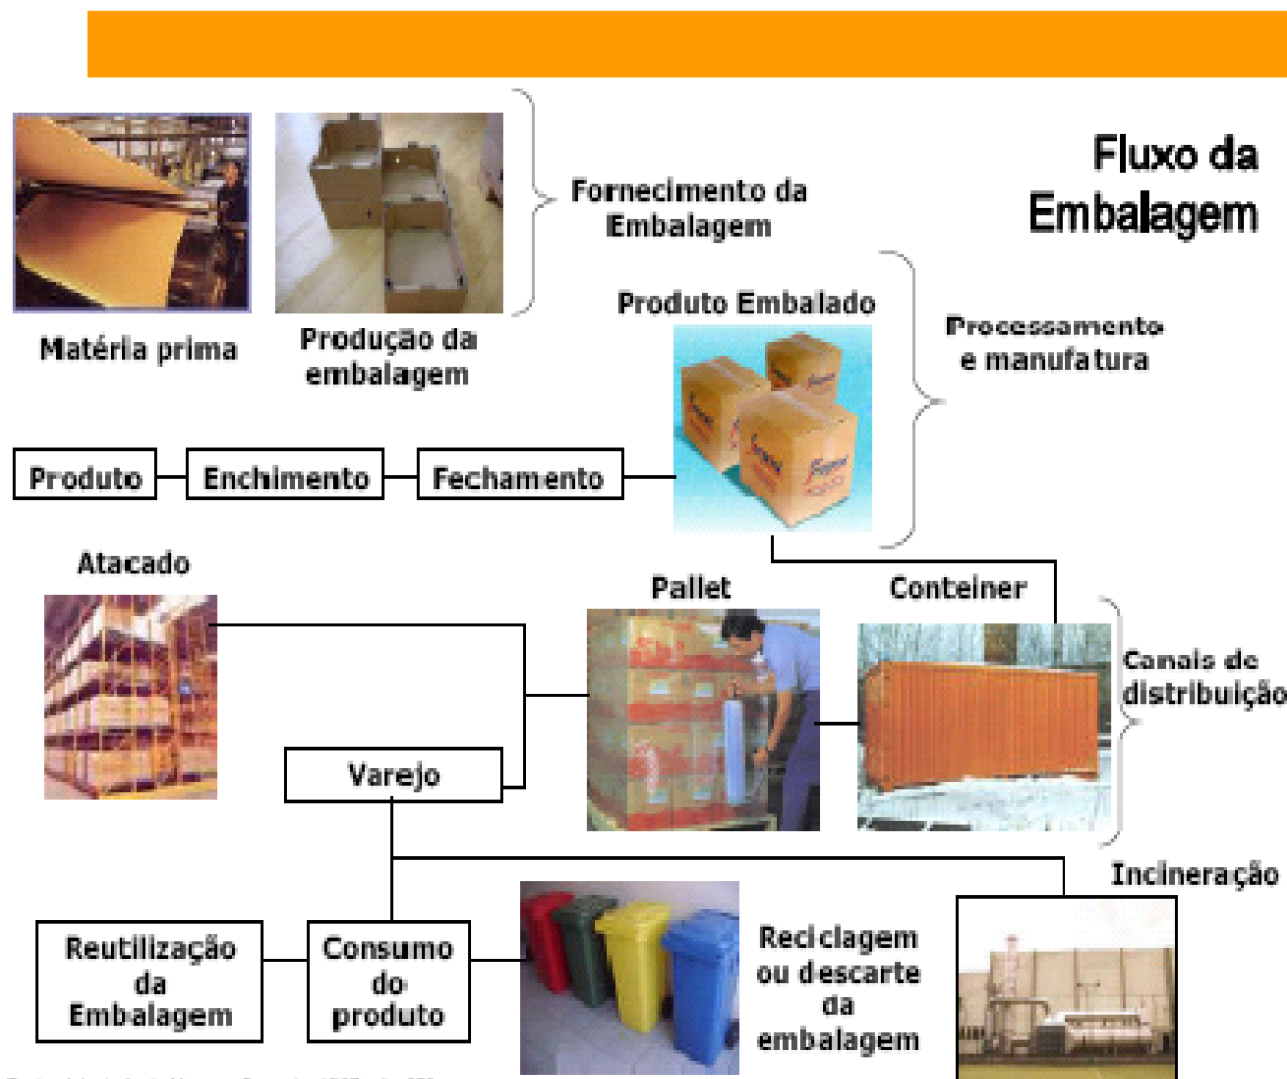 Fluxo da
Embalagem
Fornecimento da
Embalagem
Matéria prima
Produção da
embalagem
Produto Embalado
Processamento
e manufatura
Produto
Enchimento
Fechamento
Atacado
Pallet
Conteiner
Canais de
distribuição
Varejo
Incineração
Reutilização
da
Embalagem
Consumo
do
produto
Reciclagem
ou descarte
da
embalagem